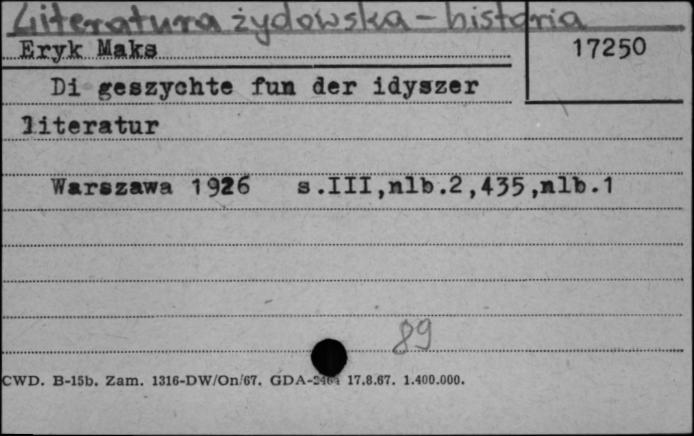 Literatura żydowska - historia
Eryk Maks
17250
Di geszychte fun der idyszer
literatur
Warszawa 1926 s.III,nlb.2,435,nlb.1
89
CWD. B-15b. Zam. 1316-DW/On/67. GDA-2464 17.8.67. 1.400.000.